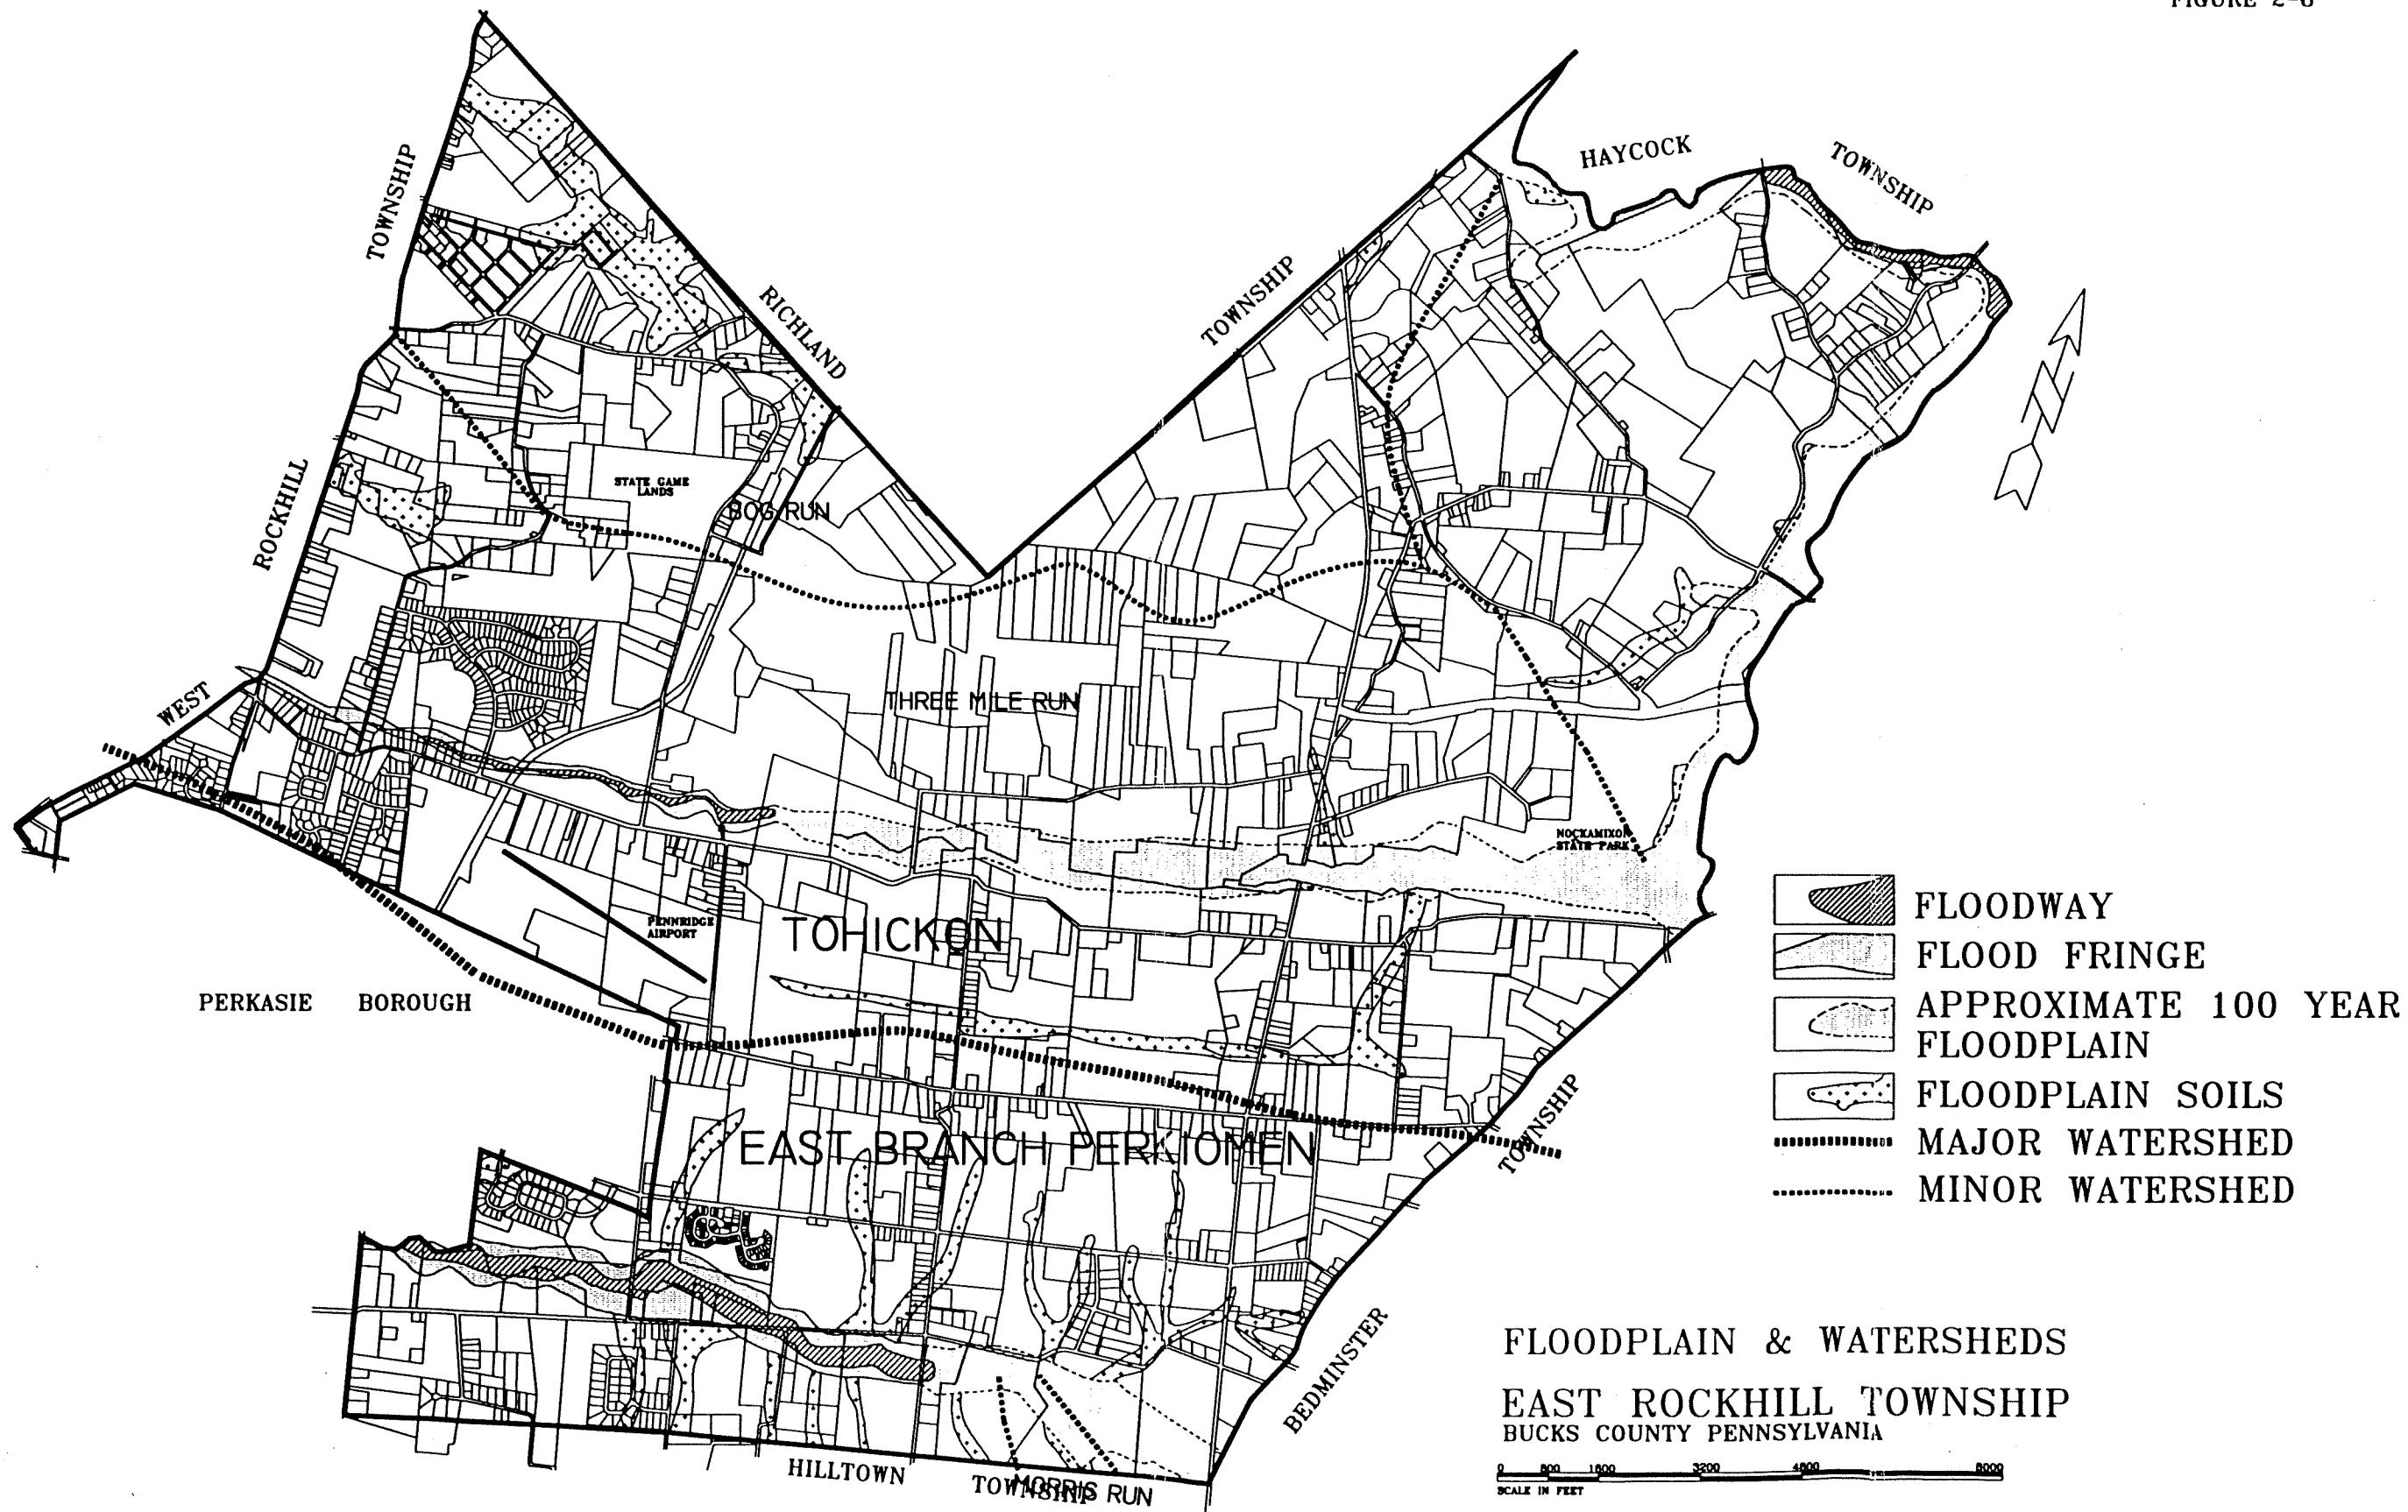 FIGURE 2-6
HAYCOCK TOWNSHIP
TOWNSHIP
RICHLAND TOWNSHIP
ROCKHILL
WEST
STATE GAME
LANDS
BOG RUN
N
THREE MILE RUN
NOCKAMIXON
STATE PARK
PENNRIDGE
AIRPORT
TOHICKON
PERKASIE BOROUGH
EAST BRANCH PERKIOMEN
TOWNSHIP
BEDMINSTER
HILLTOWN TOWNSHIP
MORRIS RUN
FLOODWAY
FLOOD FRINGE
APPROXIMATE 100 YEAR
FLOODPLAIN
FLOODPLAIN SOILS
MAJOR WATERSHED
MINOR WATERSHED
FLOODPLAIN & WATERSHEDS
EAST ROCKHILL TOWNSHIP
BUCKS COUNTY PENNSYLVANIA
0 800 1600 3200 4800 8000
SCALE IN FEET